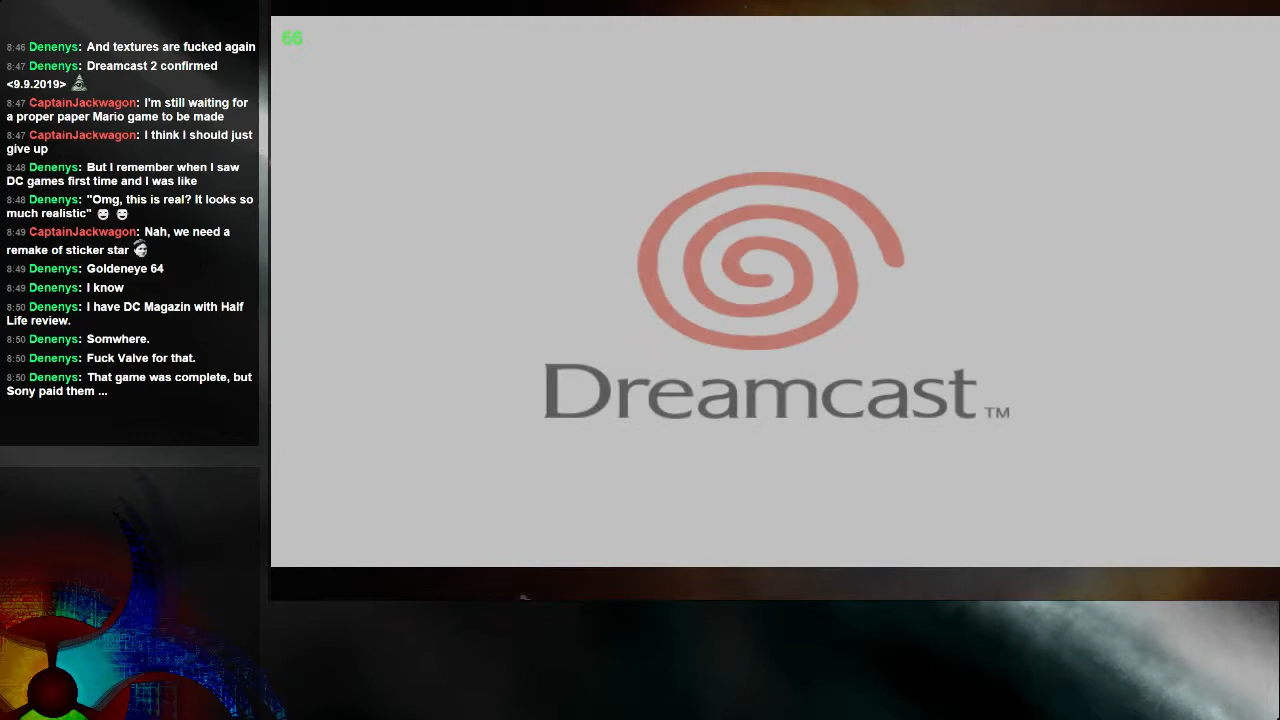 8:46 Denenys: And textures are fucked again
8:47 Denenys: Dreamcast 2 confirmed
<9.9.2019>
8:47 CaptainJackwagon: I'm still waiting for
a proper paper Mario game to be made
8:47 CaptainJackwagon: I think I should just
give up
8:48 Denenys: But I remember when I saw
DC games first time and I was like
8:48 Denenys: "Omg, this is real? It looks so
much realistic"
8:49 CaptainJackwagon: Nah, we need a
remake of sticker star
8:49 Denenys: Goldeneye 64
8:49 Denenys: I know
8:50 Denenys: I have DC Magazin with Half
Life review.
8:50 Denenys: Somwhere.
8:50 Denenys: Fuck Valve for that.
8:50 Denenys: That game was complete, but
Sony paid them ...
66
Dreamcast TM